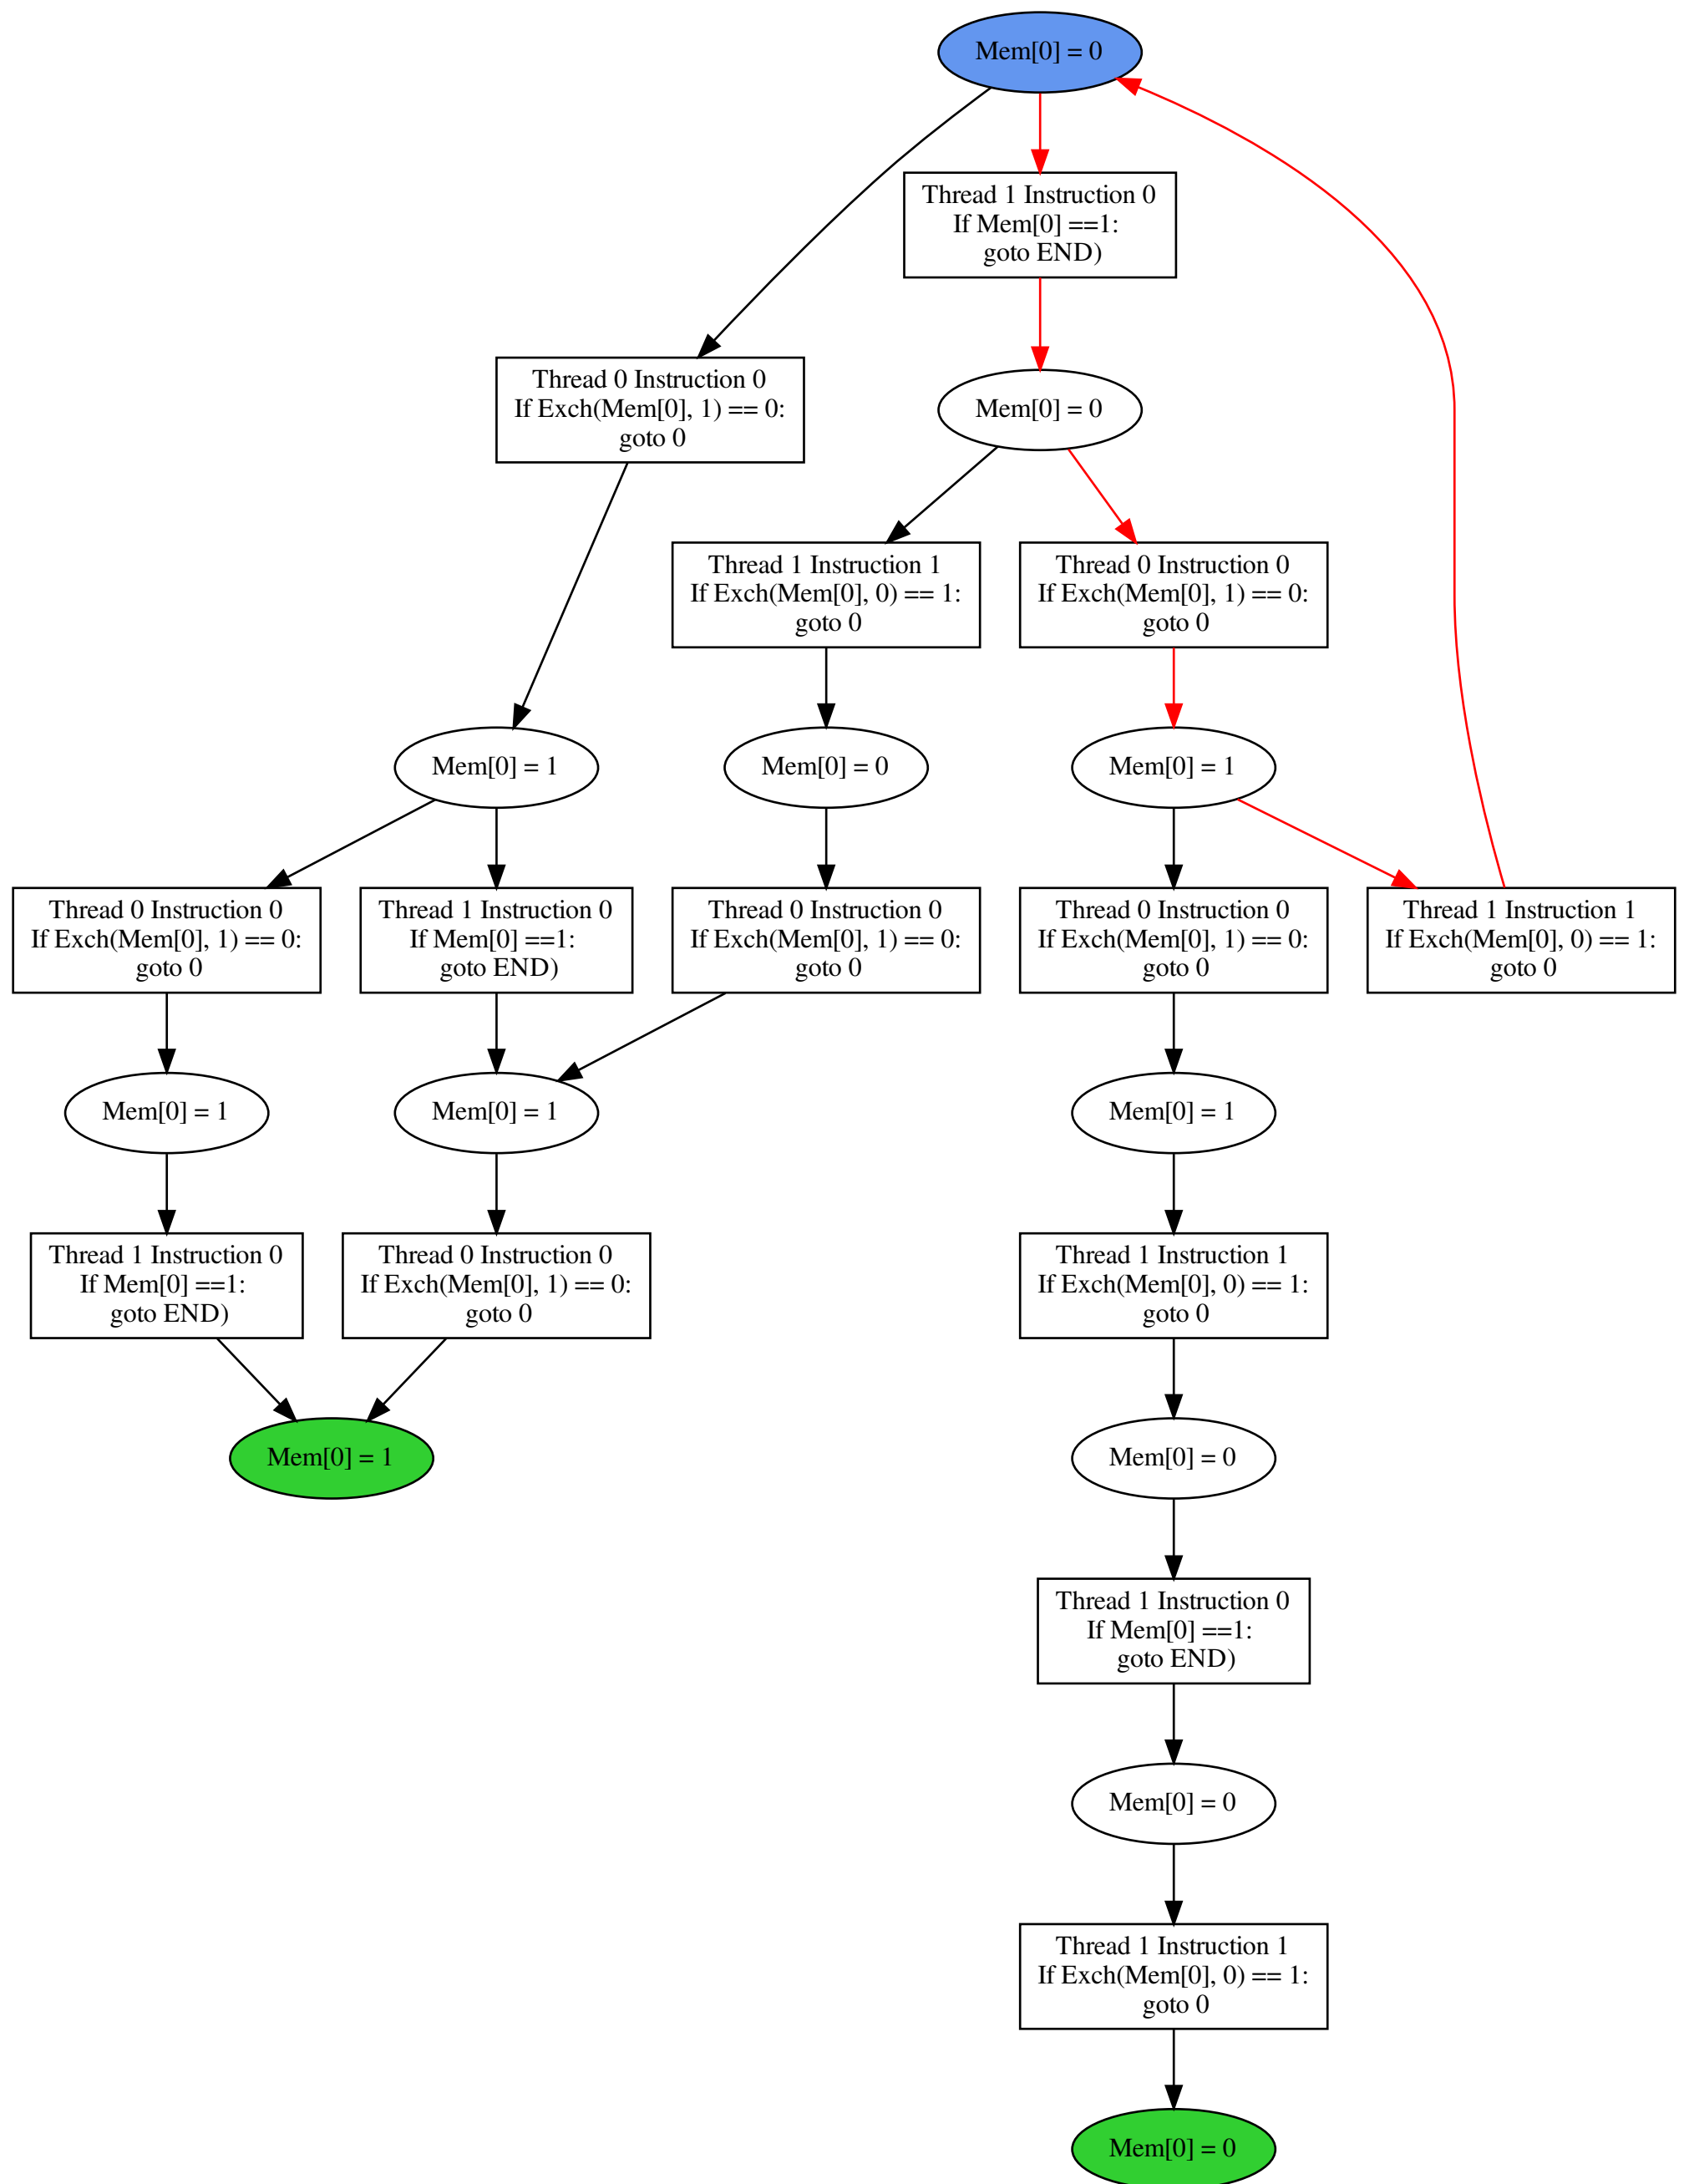 Mem[0] = 0
Thread 1 Instruction 0
If Mem[0] ==1:
goto END)
Thread 0 Instruction 0
If Exch(Mem[0], 1) == 0:
goto 0
Mem[0] = 0
Thread 1 Instruction 1
If Exch(Mem[0], 0) == 1:
goto 0
Thread 0 Instruction 0
If Exch(Mem[0], 1) == 0:
goto 0
Mem[0] = 1
Mem[0] = 0
Mem[0] = 1
Thread 0 Instruction 0
If Exch(Mem[0], 1) == 0:
goto 0
Thread 1 Instruction 0
If Mem[0] ==1:
goto END)
Thread 0 Instruction 0
If Exch(Mem[0], 1) == 0:
goto 0
Thread 0 Instruction 0
If Exch(Mem[0], 1) == 0:
goto 0
Thread 1 Instruction 1
If Exch(Mem[0], 0) == 1:
goto 0
Mem[0] = 1
Mem[0] = 1
Mem[0] = 1
Thread 1 Instruction 0
If Mem[0] ==1:
goto END)
Thread 0 Instruction 0
If Exch(Mem[0], 1) == 0:
goto 0
Thread 1 Instruction 1
If Exch(Mem[0], 0) == 1:
goto 0
Mem[0] = 1
Mem[0] = 0
Thread 1 Instruction 0
If Mem[0] ==1:
goto END)
Mem[0] = 0
Thread 1 Instruction 1
If Exch(Mem[0], 0) == 1:
goto 0
Mem[0] = 0